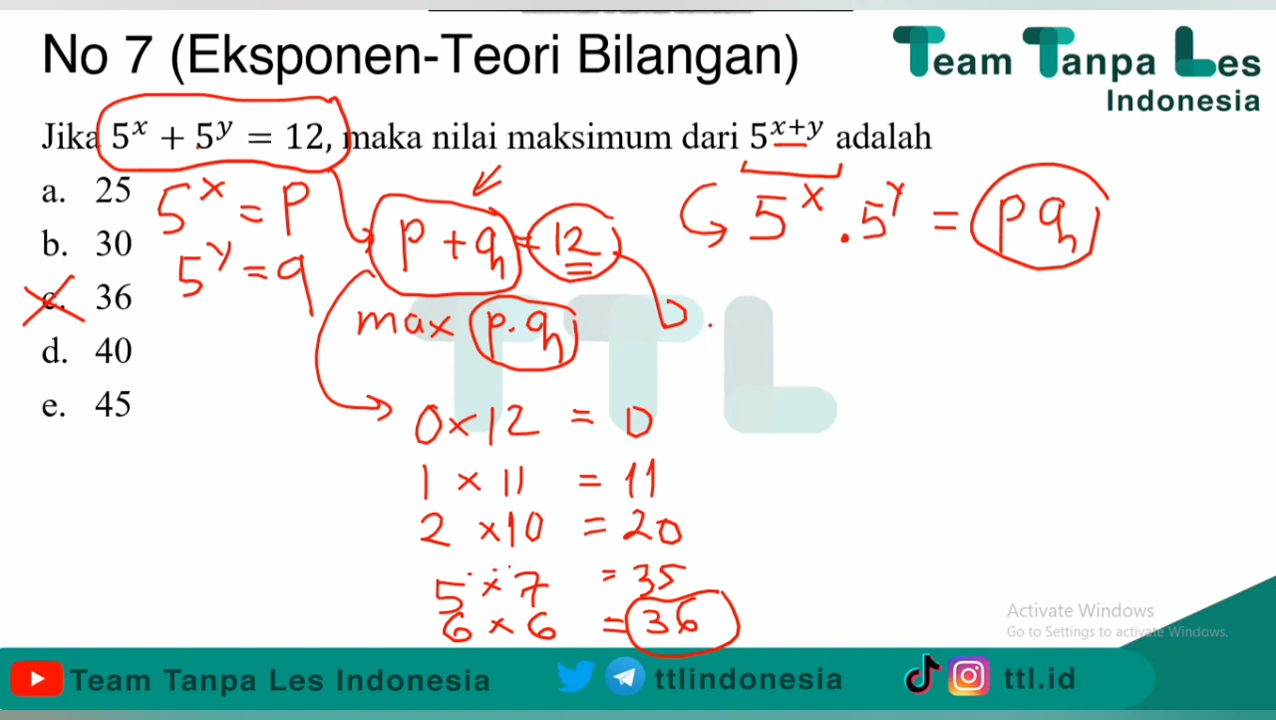 No 7 (Eksponen-Teori Bilangan)
Team Tanpa Les
Indonesia
Jika 5^x + 5^y = 12, maka nilai maksimum dari 5^{x+y} adalah
a. 25
b. 30
c. 36
d. 40
e. 45
5^x = p
5^y = q
p + q = 12
max p.q
0 .
5^x . 5^y = pq
0 × 12 = 0
1 × 11 = 11
2 × 10 = 20
5 × 7 = 35
6 × 6 = 36
TTL
Activate Windows
Go to Settings to activate Windows.
Team Tanpa Les Indonesia
ttlindonesia
ttl.id